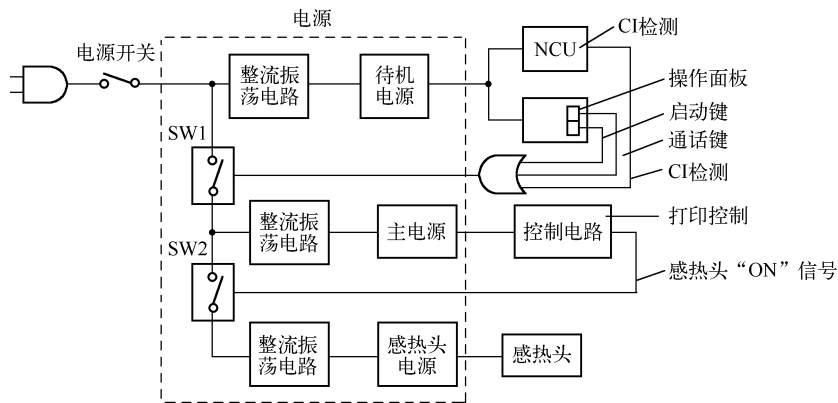 电源
电源开关
整流振
荡电路
待机
电源
NCU
CI检测
操作面板
启动键
通话键
CI检测
SW1
整流振
荡电路
主电源
控制电路
打印控制
SW2
感热头“ON”信号
整流振
荡电路
感热头
电源
感热头